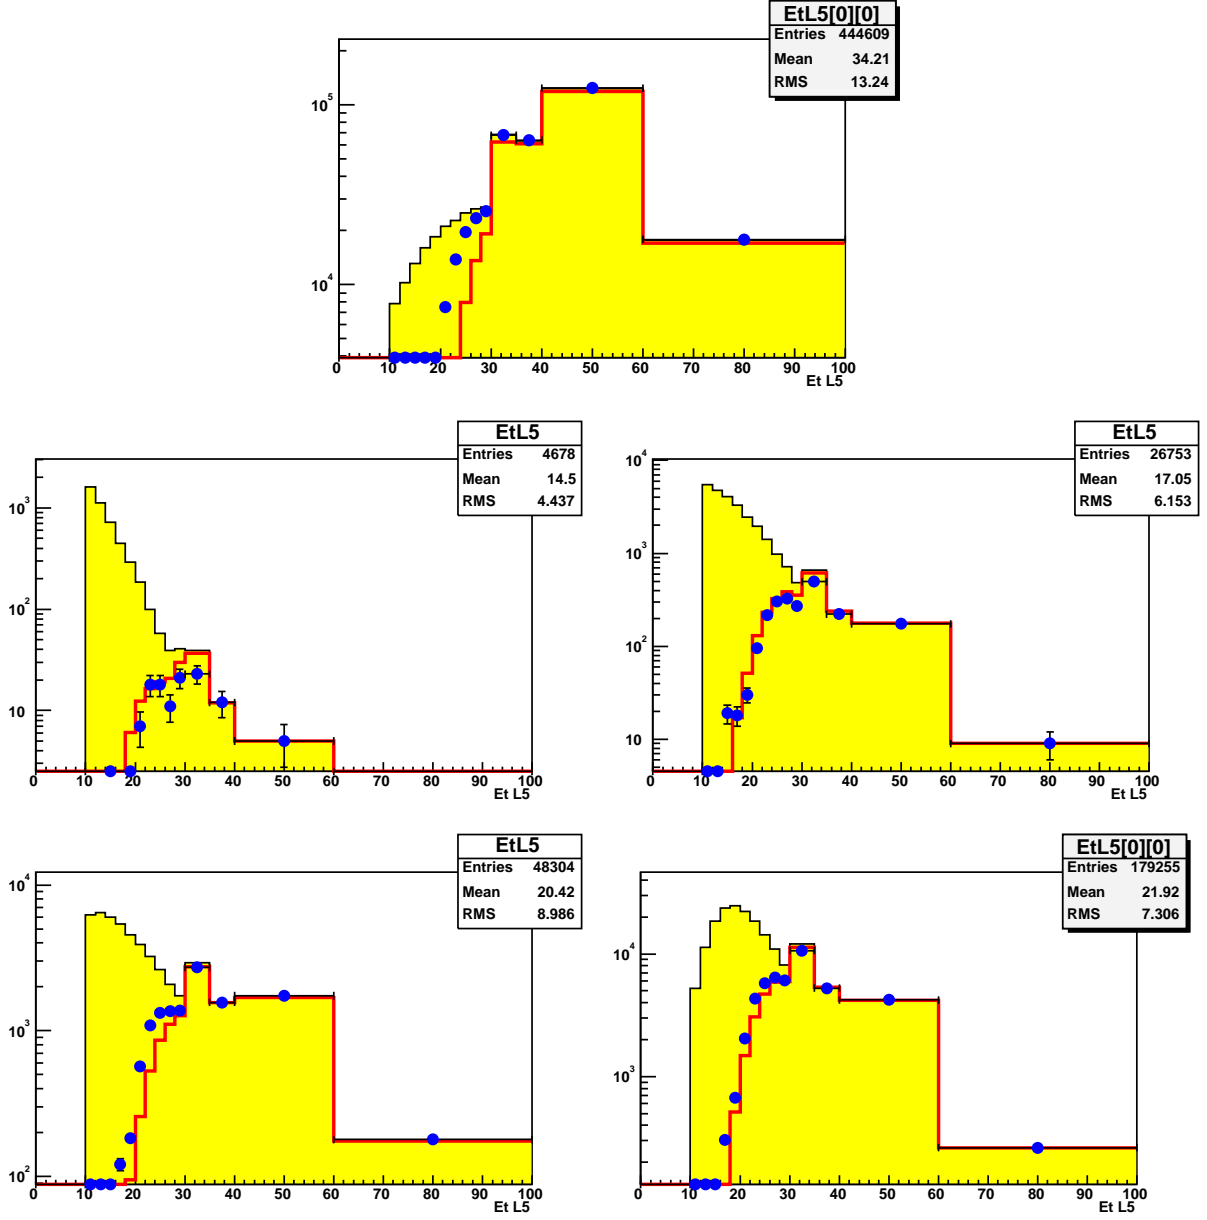 EtL5[0][0]
Entries 444609
Mean 34.21
RMS 13.24
10^5
10^4
0 10 20 30 40 50 60 70 80 90 100
Et L5
EtL5
Entries 4678
Mean 14.5
RMS 4.437
10^3
10^2
10
0 10 20 30 40 50 60 70 80 90 100
Et L5
EtL5
Entries 26753
Mean 17.05
RMS 6.153
10^4
10^3
10^2
10
0 10 20 30 40 50 60 70 80 90 100
Et L5
EtL5
Entries 48304
Mean 20.42
RMS 8.986
10^4
10^3
10^2
0 10 20 30 40 50 60 70 80 90 100
Et L5
EtL5[0][0]
Entries 179255
Mean 21.92
RMS 7.306
10^4
10^3
0 10 20 30 40 50 60 70 80 90 100
Et L5